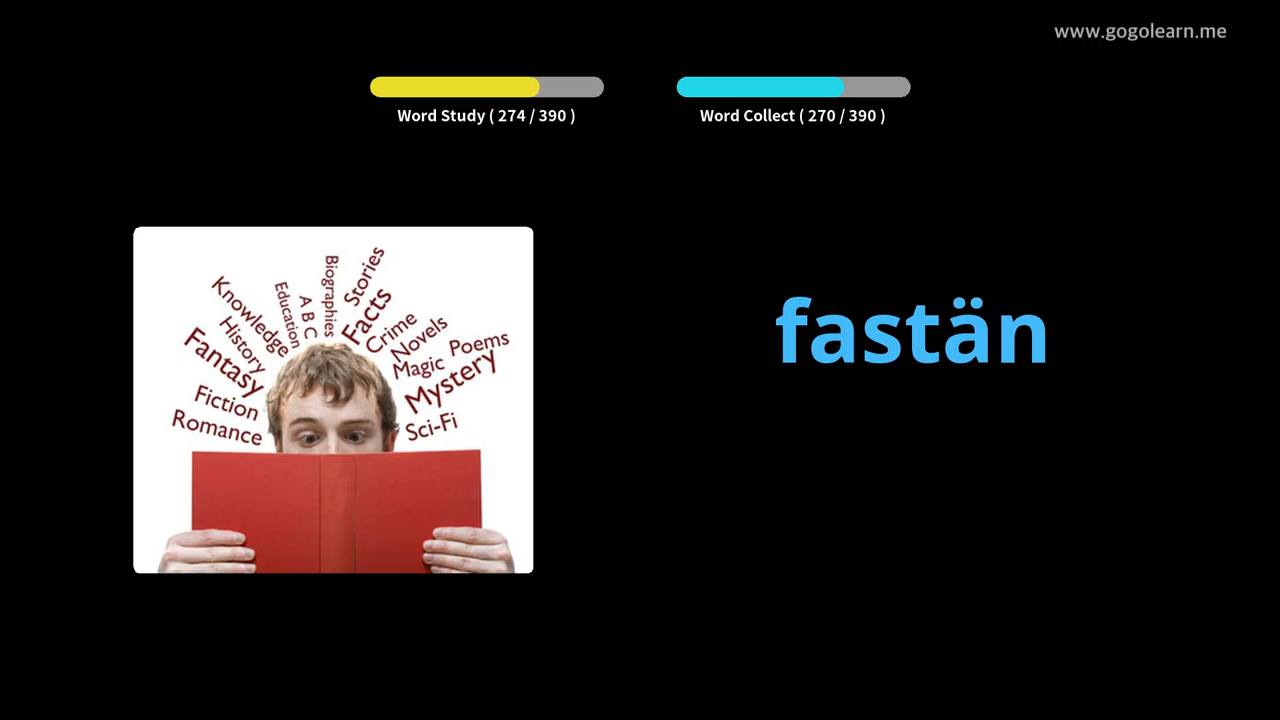 www.gogolearn.me
Word Study ( 274 / 390 )
Word Collect ( 270 / 390 )
Biographies
Stories
Education
A B C
Facts
Knowledge
Crime
History
Novels
Poems
Fantasy
Magic
Mystery
Fiction
Romance
Sci-Fi
fastän